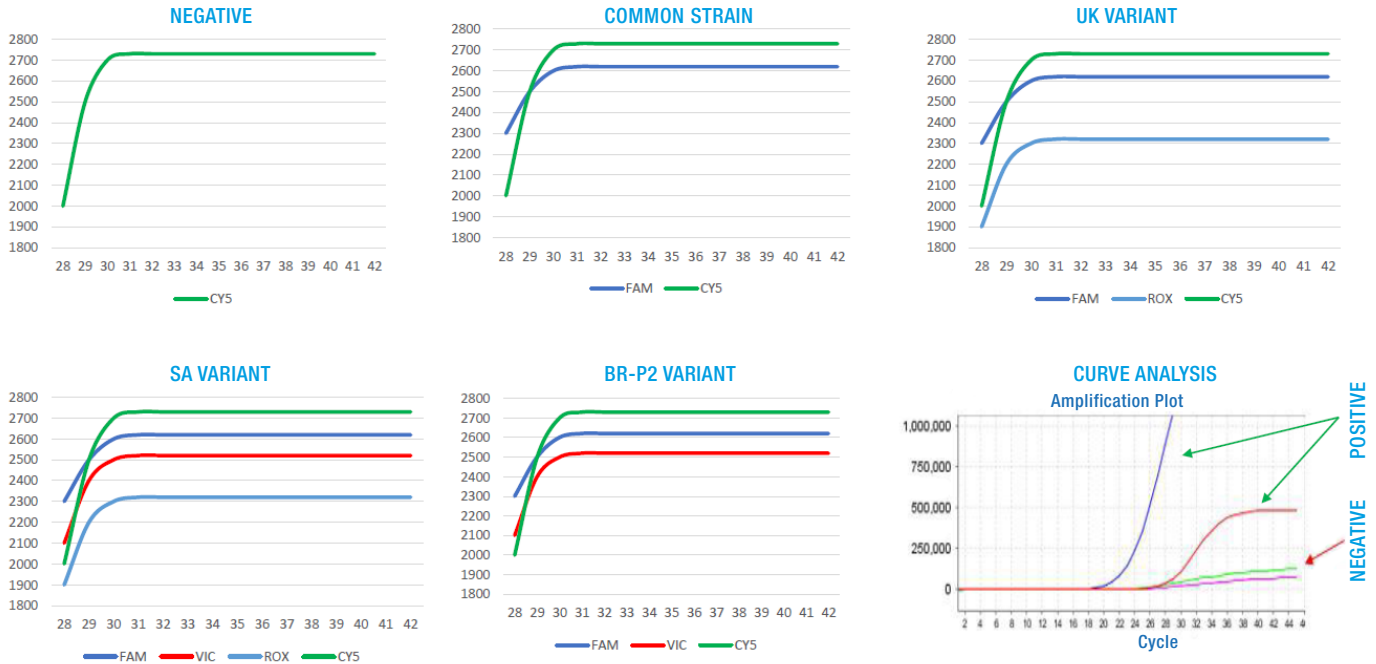 NEGATIVE
2800
2700
2600
2500
2400
2300
2200
2100
2000
1900
1800
28 29 30 31 32 33 34 35 36 37 38 39 40 41 42
CY5
COMMON STRAIN
2800
2700
2600
2500
2400
2300
2200
2100
2000
1900
1800
28 29 30 31 32 33 34 35 36 37 38 39 40 41 42
FAM CY5
UK VARIANT
2800
2700
2600
2500
2400
2300
2200
2100
2000
1900
1800
28 29 30 31 32 33 34 35 36 37 38 39 40 41 42
FAM ROX CY5
SA VARIANT
2800
2700
2600
2500
2400
2300
2200
2100
2000
1900
1800
28 29 30 31 32 33 34 35 36 37 38 39 40 41 42
FAM VIC ROX CY5
BR-P2 VARIANT
2800
2700
2600
2500
2400
2300
2200
2100
2000
1900
1800
28 29 30 31 32 33 34 35 36 37 38 39 40 41 42
FAM VIC CY5
CURVE ANALYSIS
Amplification Plot
1,000,000
750,000
500,000
250,000
0
2 4 6 8 10 12 14 16 18 20 22 24 26 28 30 32 34 36 38 40 42 44
Cycle
POSITIVE
NEGATIVE